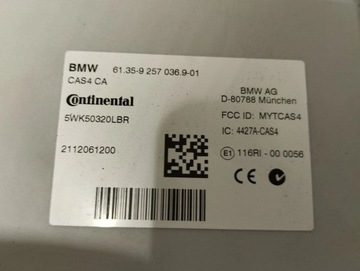 BMW 61.35-9 257 036.9-01
CAS4 CA
Continental
5WK50320LBR
2112061200
BMW AG
D-80788 München
FCC ID: MYTCAS4
IC: 4427A-CAS4
E1 116RI - 00 0056